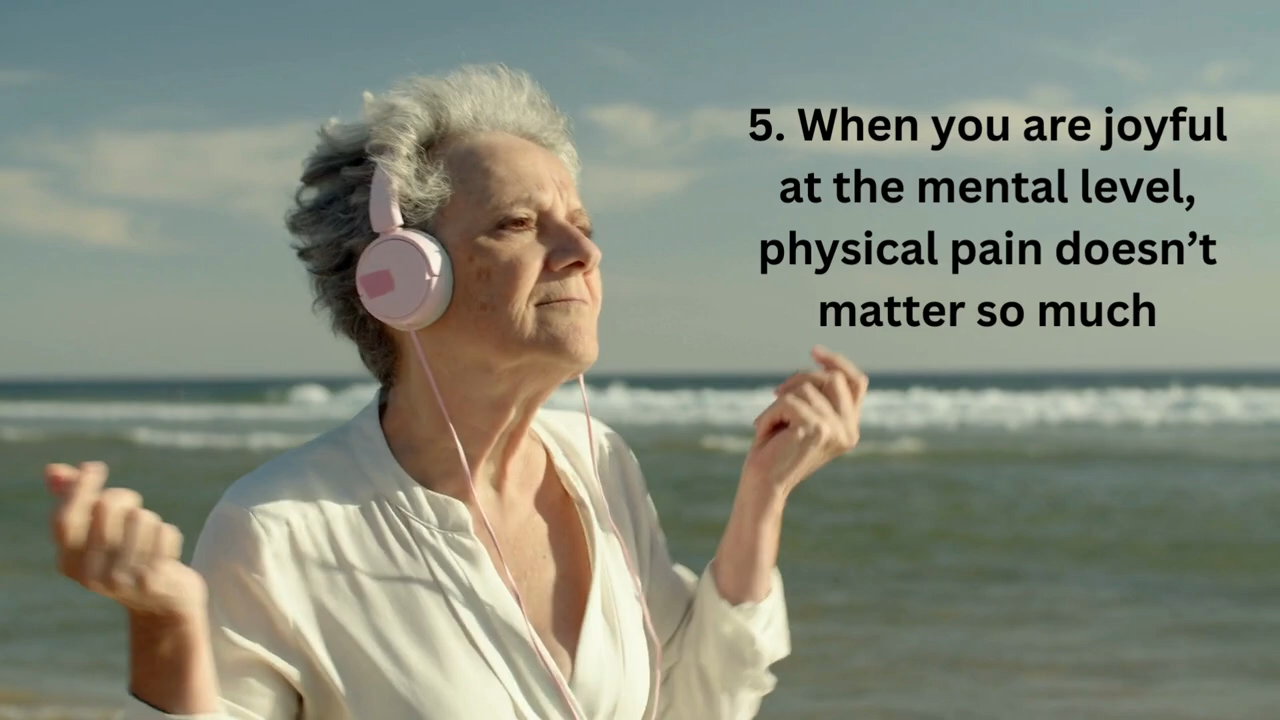 5. When you are joyful
at the mental level,
physical pain doesn’t
matter so much